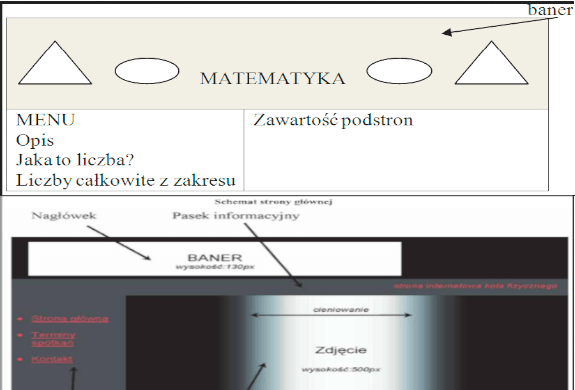 baner
MATEMATYKA
MENU
Opis
Jaka to liczba?
Liczby całkowite z zakresu
Zawartość podstron
Schemat strony głównej
Nagłówek
Pasek informacyjny
BANER
wysokość:130px
strona internetowa koła fizycznego
Strona główna
Terminy
spotkań
Kontakt
cieniowanie
Zdjęcie
wysokość:500px